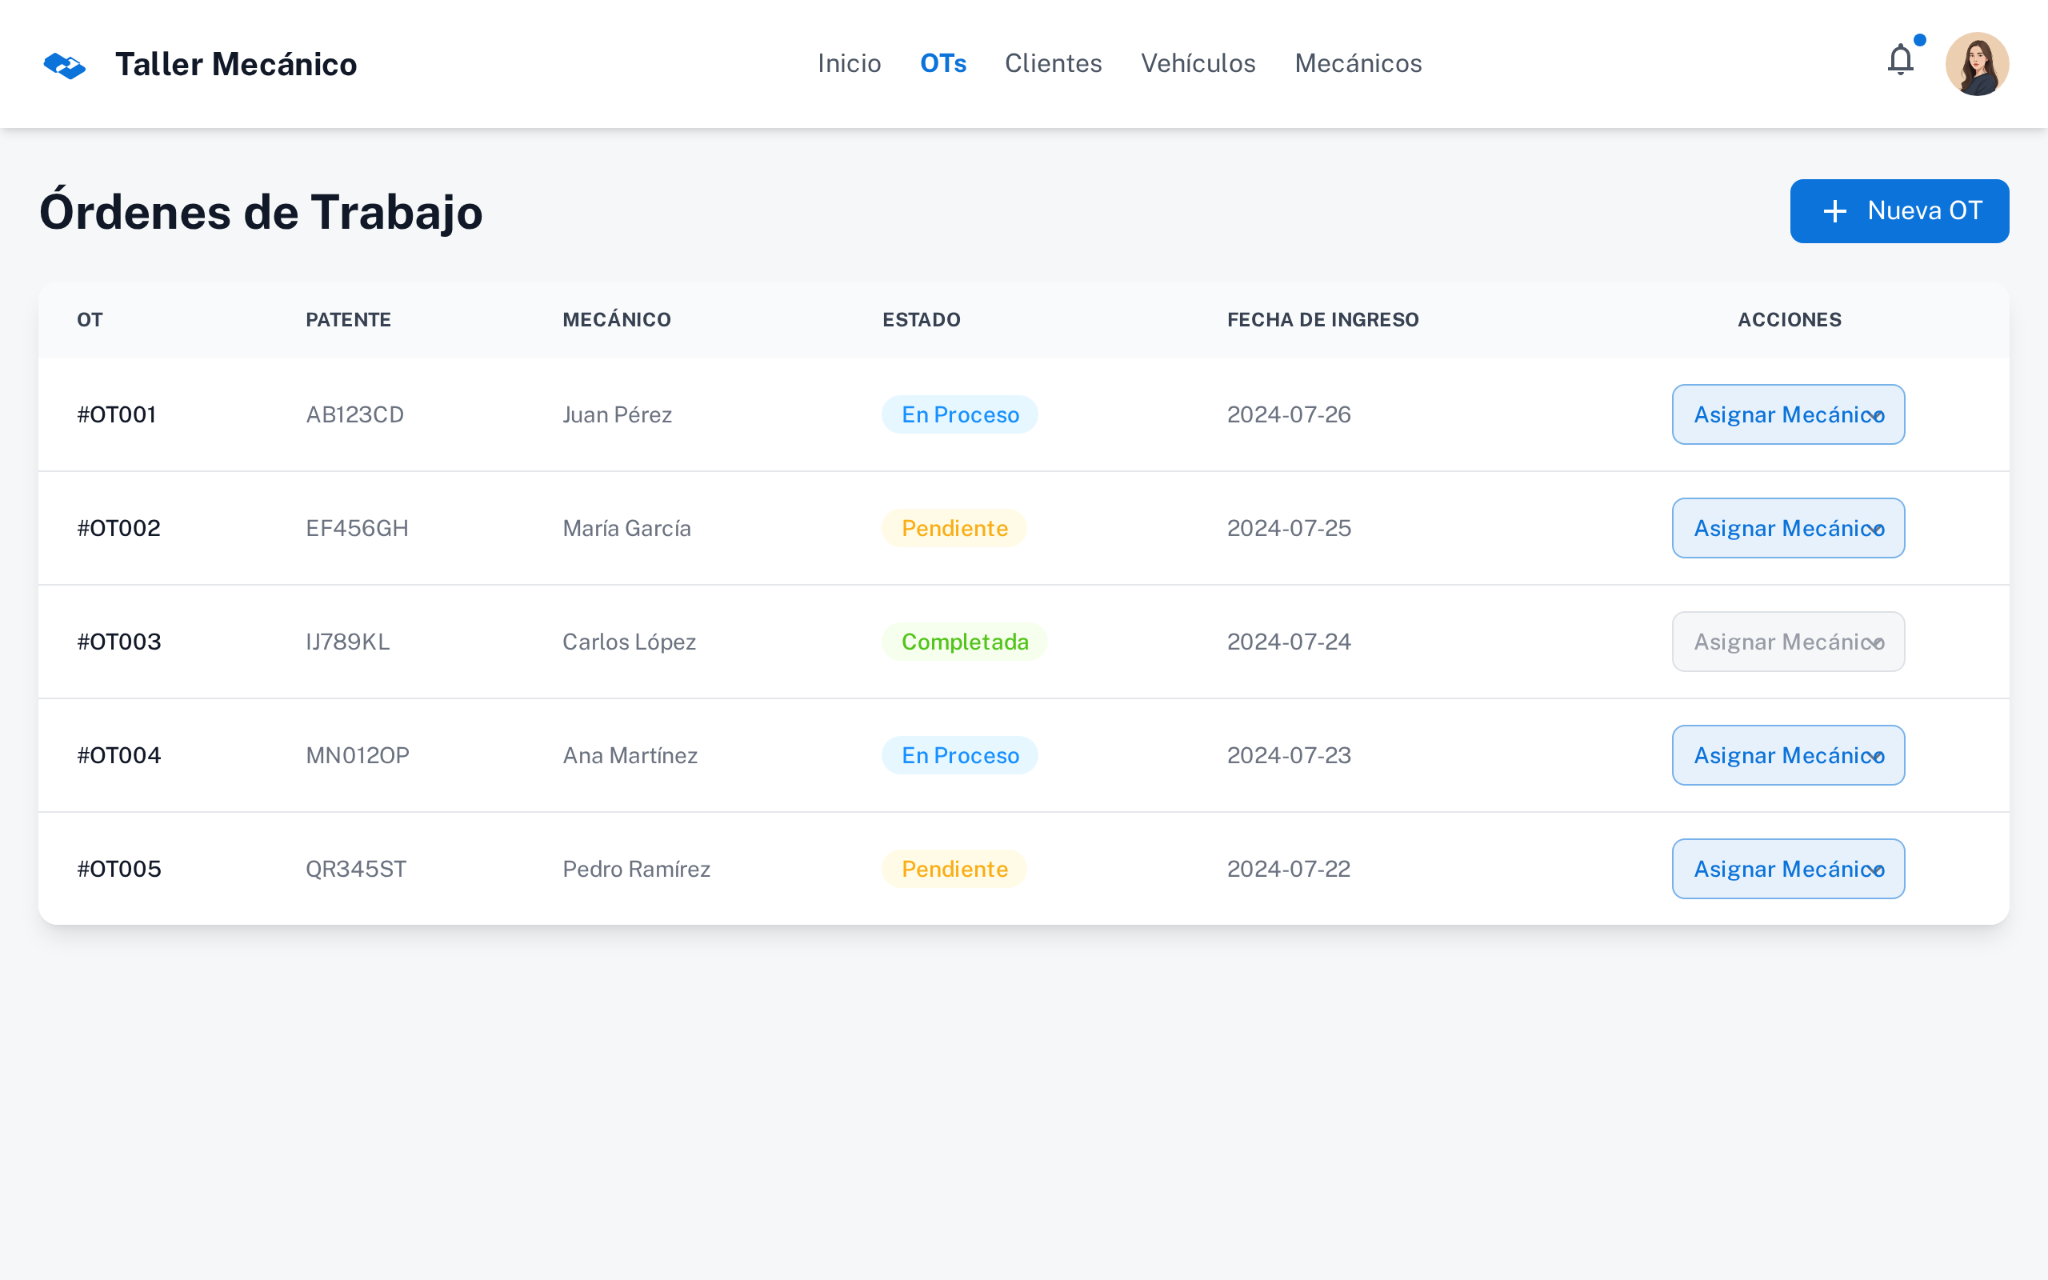 Taller Mecánico
Inicio OTs Clientes Vehículos Mecánicos
Órdenes de Trabajo
+ Nueva OT
OT PATENTE MECÁNICO ESTADO FECHA DE INGRESO ACCIONES
#OT001 AB123CD Juan Pérez En Proceso 2024-07-26 Asignar Mecánico
#OT002 EF456GH María García Pendiente 2024-07-25 Asignar Mecánico
#OT003 IJ789KL Carlos López Completada 2024-07-24 Asignar Mecánico
#OT004 MN012OP Ana Martínez En Proceso 2024-07-23 Asignar Mecánico
#OT005 QR345ST Pedro Ramírez Pendiente 2024-07-22 Asignar Mecánico